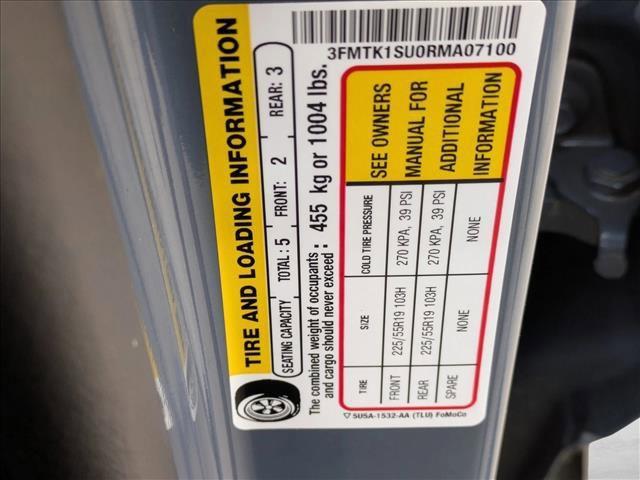 3FMTK1SU0RMA07100
TIRE AND LOADING INFORMATION
SEATING CAPACITY TOTAL : 5 FRONT: 2 REAR: 3
The combined weight of occupants and cargo should never exceed : 455 kg or 1004 lbs.
TIRE SIZE COLD TIRE PRESSURE SEE OWNERS
FRONT 225/55R19 103H 270 KPA, 39 PSI MANUAL FOR
REAR 225/55R19 103H 270 KPA, 39 PSI ADDITIONAL
SPARE NONE NONE INFORMATION
5U5A-1532-AA (TLU) FoMoCo